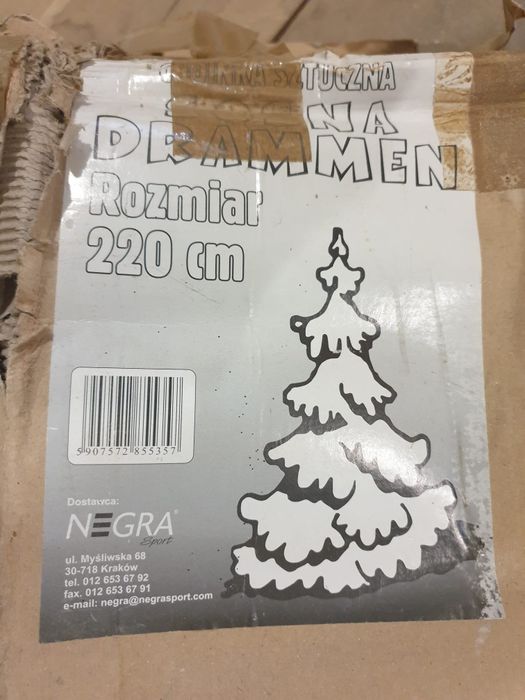 SZTUCZNA
DRAMMEN
Rozmiar
220 cm
5 907572 855357
Dostawca:
NEGRA®
Sport
ul. Myśliwska 68
30-718 Kraków
tel. 012 653 67 92
fax. 012 653 67 91
e-mail: negra@negrasport.com